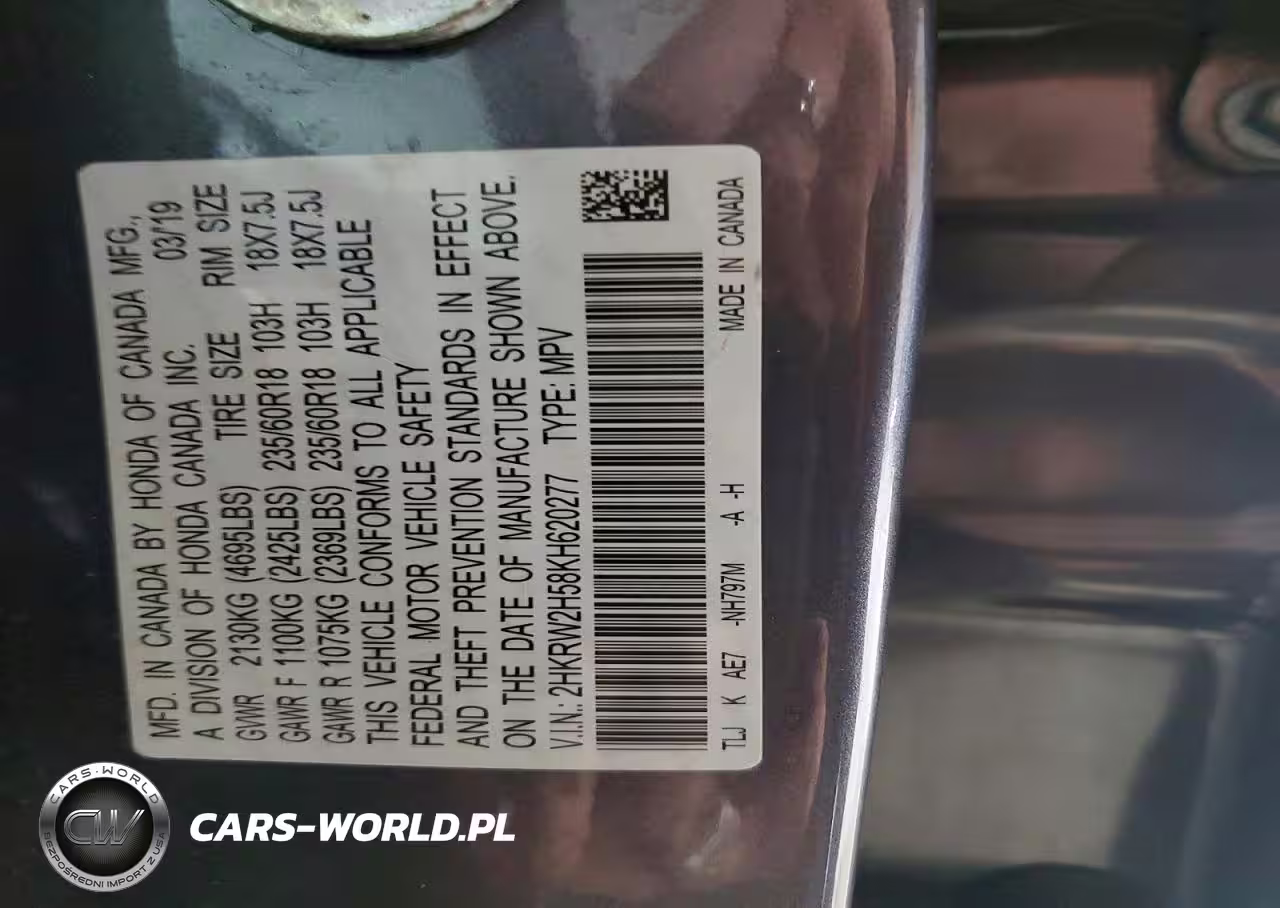 MFD. IN CANADA BY HONDA OF CANADA MFG.,
A DIVISION OF HONDA CANADA INC. 03/'19
GVWR 2130KG (4695LBS) TIRE SIZE RIM SIZE
GAWR F 1100KG (2425LBS) 235/60R18 103H 18X7.5J
GAWR R 1075KG (2369LBS) 235/60R18 103H 18X7.5J
THIS VEHICLE CONFORMS TO ALL APPLICABLE
FEDERAL MOTOR VEHICLE SAFETY
AND THEFT PREVENTION STANDARDS IN EFFECT
ON THE DATE OF MANUFACTURE SHOWN ABOVE.
V.I.N.: 2HKRW2H58KH620277 TYPE: MPV
TLJ K AE7 -NH797M -A -H MADE IN CANADA
CARS-WORLD
CW
BEZPOŚREDNI IMPORT Z USA
CARS-WORLD.PL